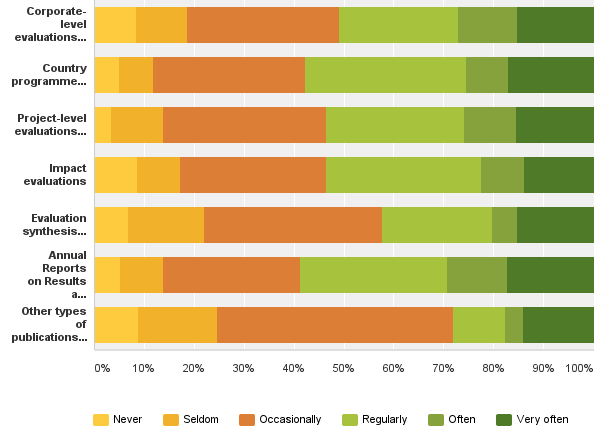 Corporate-
level
evaluations...
Country
programme...
Project-level
evaluations...
Impact
evaluations
Evaluation
synthesis...
Annual
Reports
on Results
a...
Other types
of
publications...
0% 10% 20% 30% 40% 50% 60% 70% 80% 90% 100%
Never Seldom Occasionally Regularly Often Very often